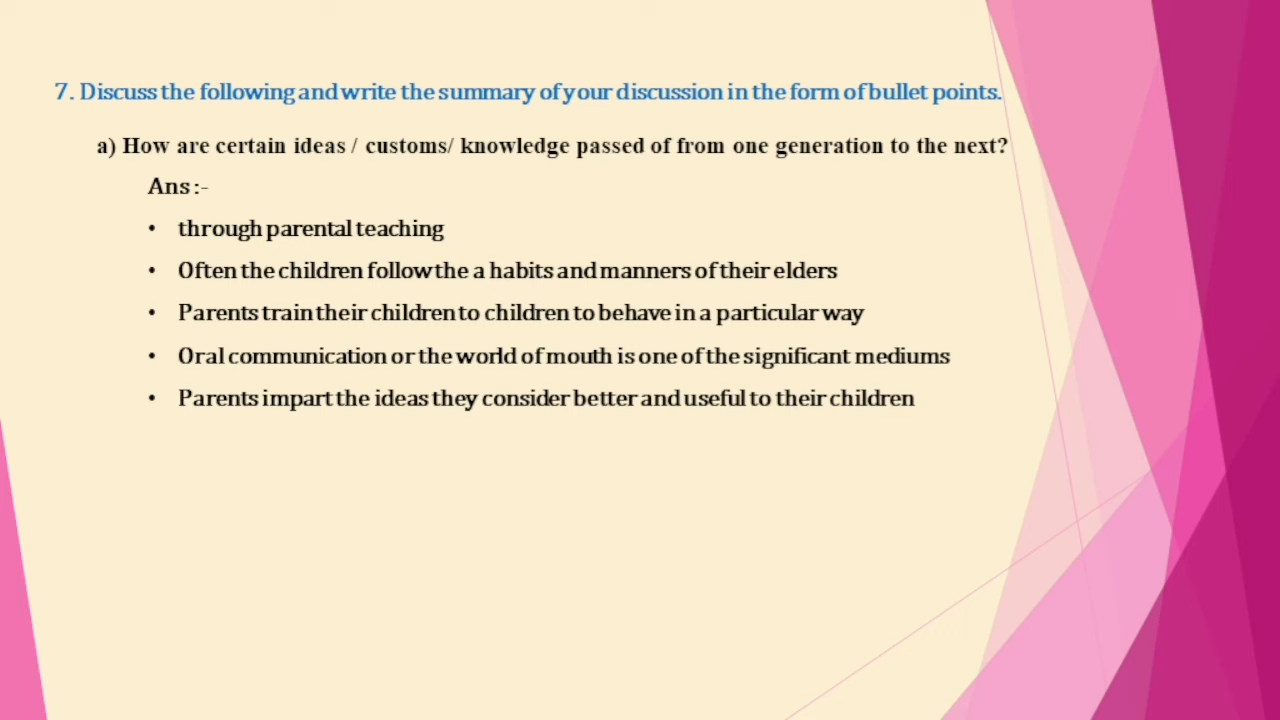 7. Discuss the following and write the summary of your discussion in the form of bullet points.
a) How are certain ideas / customs/ knowledge passed of from one generation to the next?
Ans :-
• through parental teaching
• Often the children follow the a habits and manners of their elders
• Parents train their children to children to behave in a particular way
• Oral communication or the world of mouth is one of the significant mediums
• Parents impart the ideas they consider better and useful to their children